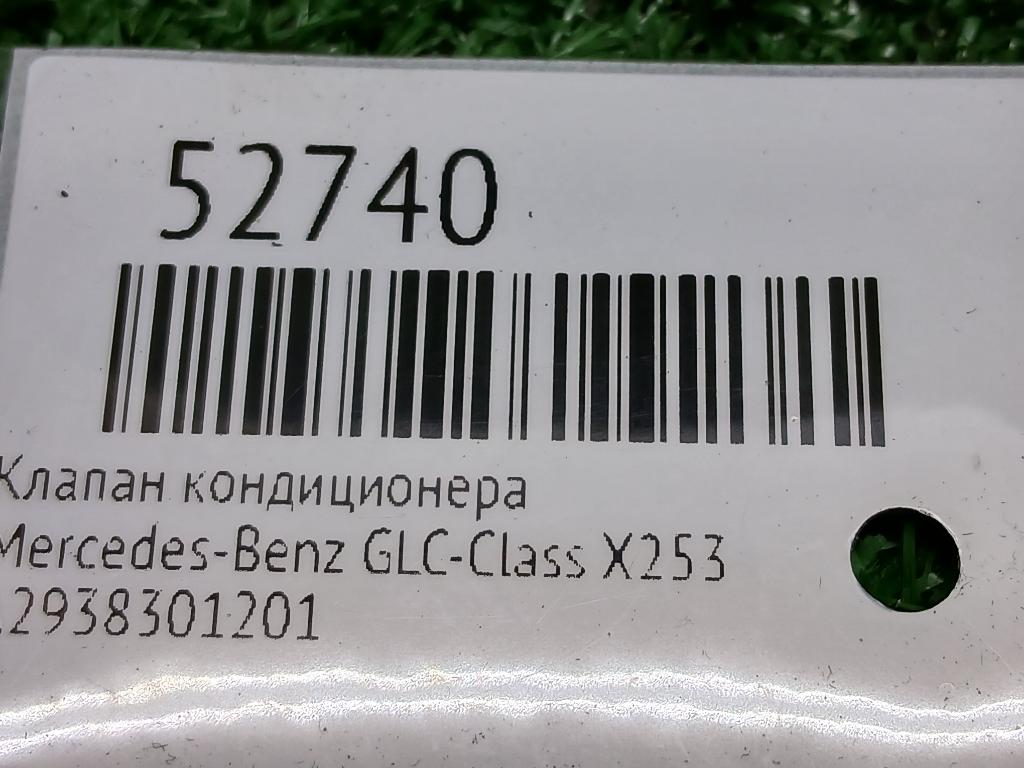 52740
Клапан кондиционера
Mercedes-Benz GLC-Class X253
.2938301201